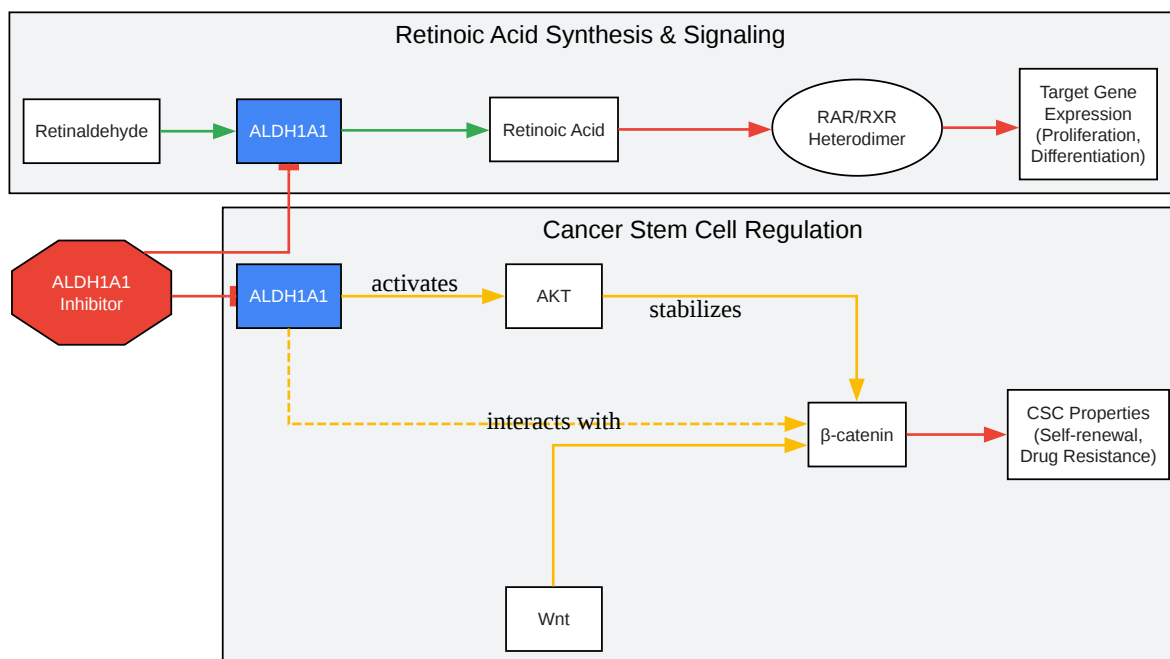 Retinoic Acid Synthesis & Signaling
Retinaldehyde
ALDH1A1
Retinoic Acid
RAR/RXR
Heterodimer
Target Gene
Expression
(Proliferation,
Differentiation)
Cancer Stem Cell Regulation
ALDH1A1
Inhibitor
ALDH1A1
activates
AKT
stabilizes
interacts with
β-catenin
CSC Properties
(Self-renewal,
Drug Resistance)
Wnt